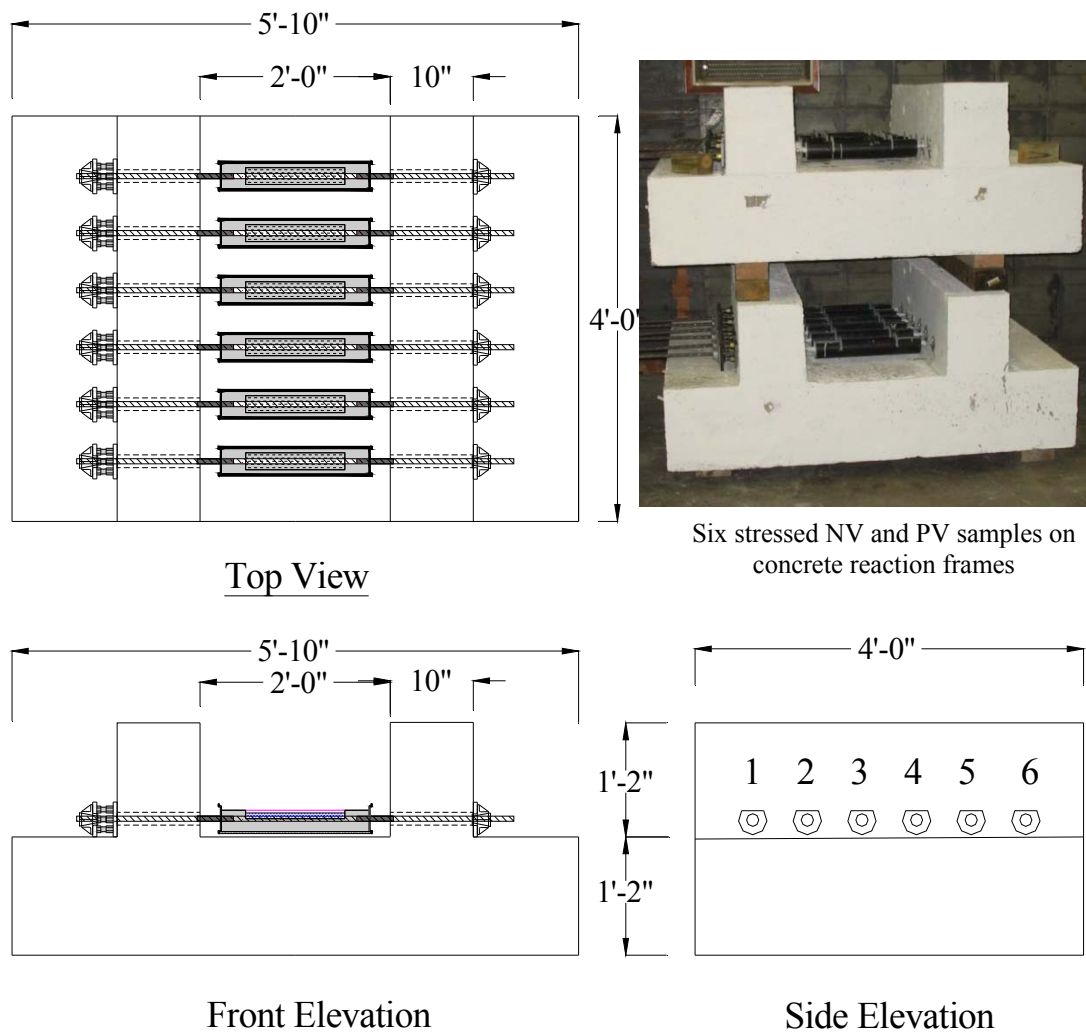 5'-10"
2'-0"
10"
4'-0"
Top View
Six stressed NV and PV samples on
concrete reaction frames
5'-10"
2'-0"
10"
1'-2"
1'-2"
Front Elevation
4'-0"
1 2 3 4 5 6
Side Elevation